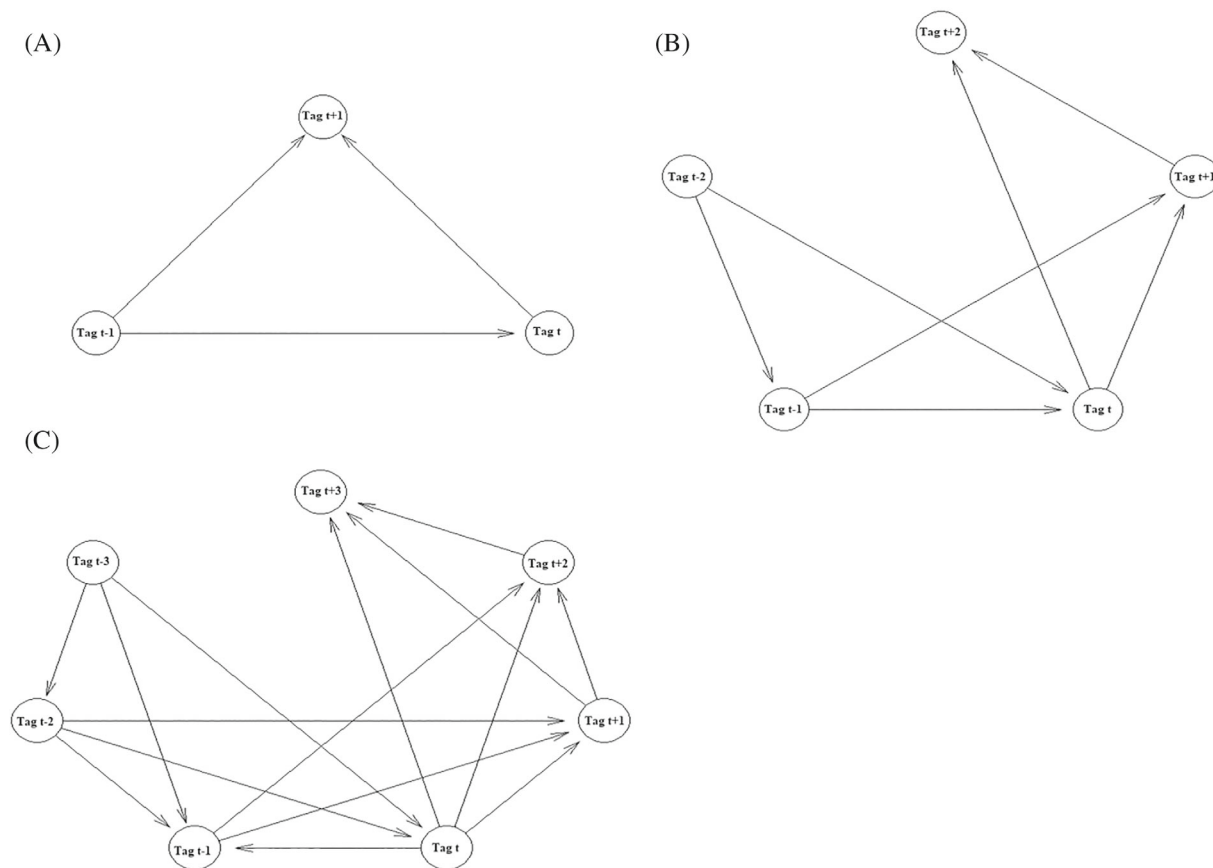 (A)
Tag t+1
Tag t-1
Tag t
(B)
Tag t+2
Tag t-2
Tag t+1
Tag t-1
Tag t
(C)
Tag t+3
Tag t-3
Tag t+2
Tag t-2
Tag t+1
Tag t-1
Tag t